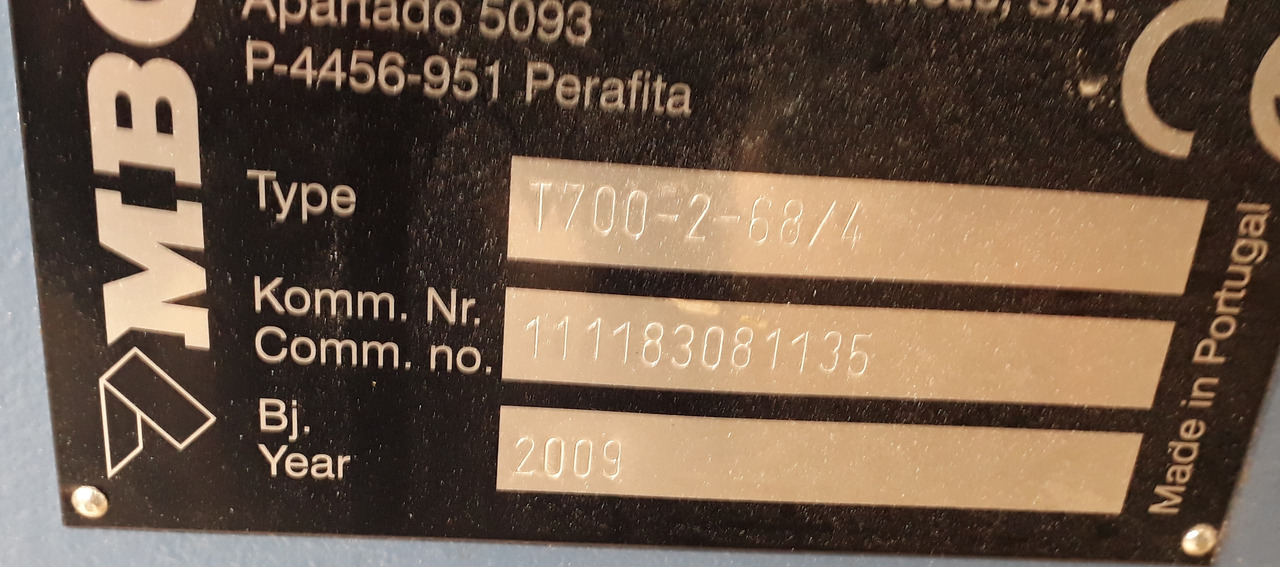 Apartado 5093
P-4456-951 Perafita
MBO
Type
T700-2-68/4
Komm. Nr.
Comm. no.
111183081135
Bj.
Year
2009
Made in Portugal
CE